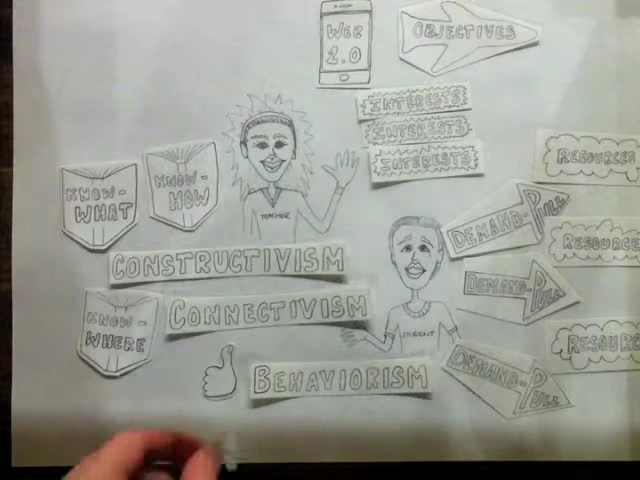 WEB
2.0
OBJECTIVES
INTERESTS
INTERESTS
INTERESTS
RESOURCES
KNOW-
WHAT
KNOW-
HOW
TEACHER
DEMAND-PULL
RESOURCE
CONSTRUCTIVISM
DEMAND-PULL
CONNECTIVISM
KNOW-
WHERE
STUDENT
RESOURC
BEHAVIORISM
DEMAND-PULL